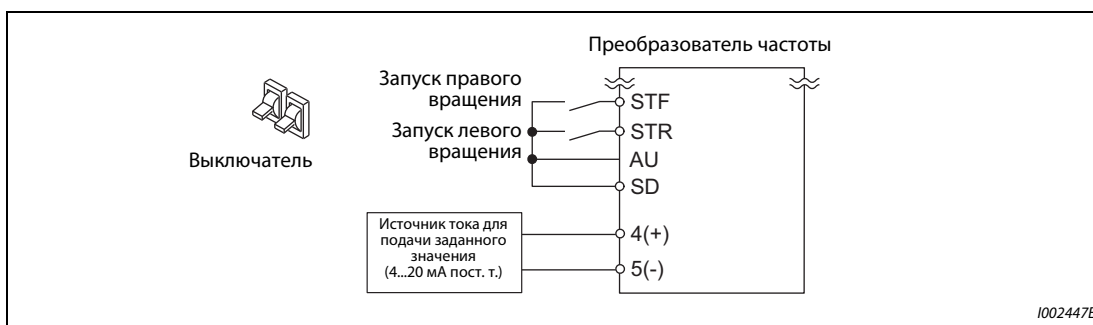 Преобразователь частоты
Запуск правого
вращения
STF
Запуск левого
вращения
STR
AU
SD
Выключатель
Источник тока для
подачи заданного
значения
(4...20 мА пост. т.)
4(+)
5(-)
I002447E